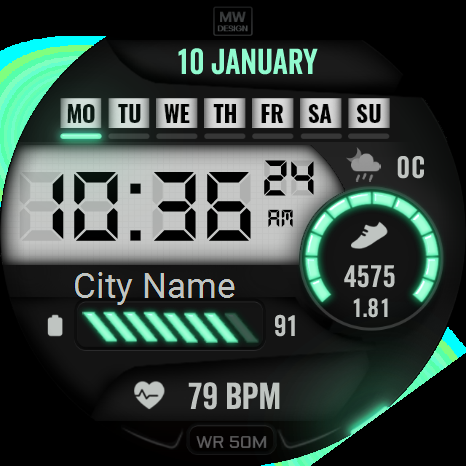 MW
DESIGN
10 JANUARY
MO TU WE TH FR SA SU
10:36 24 AM
0C
4575
1.81
City Name
91
79 BPM
WR 50M